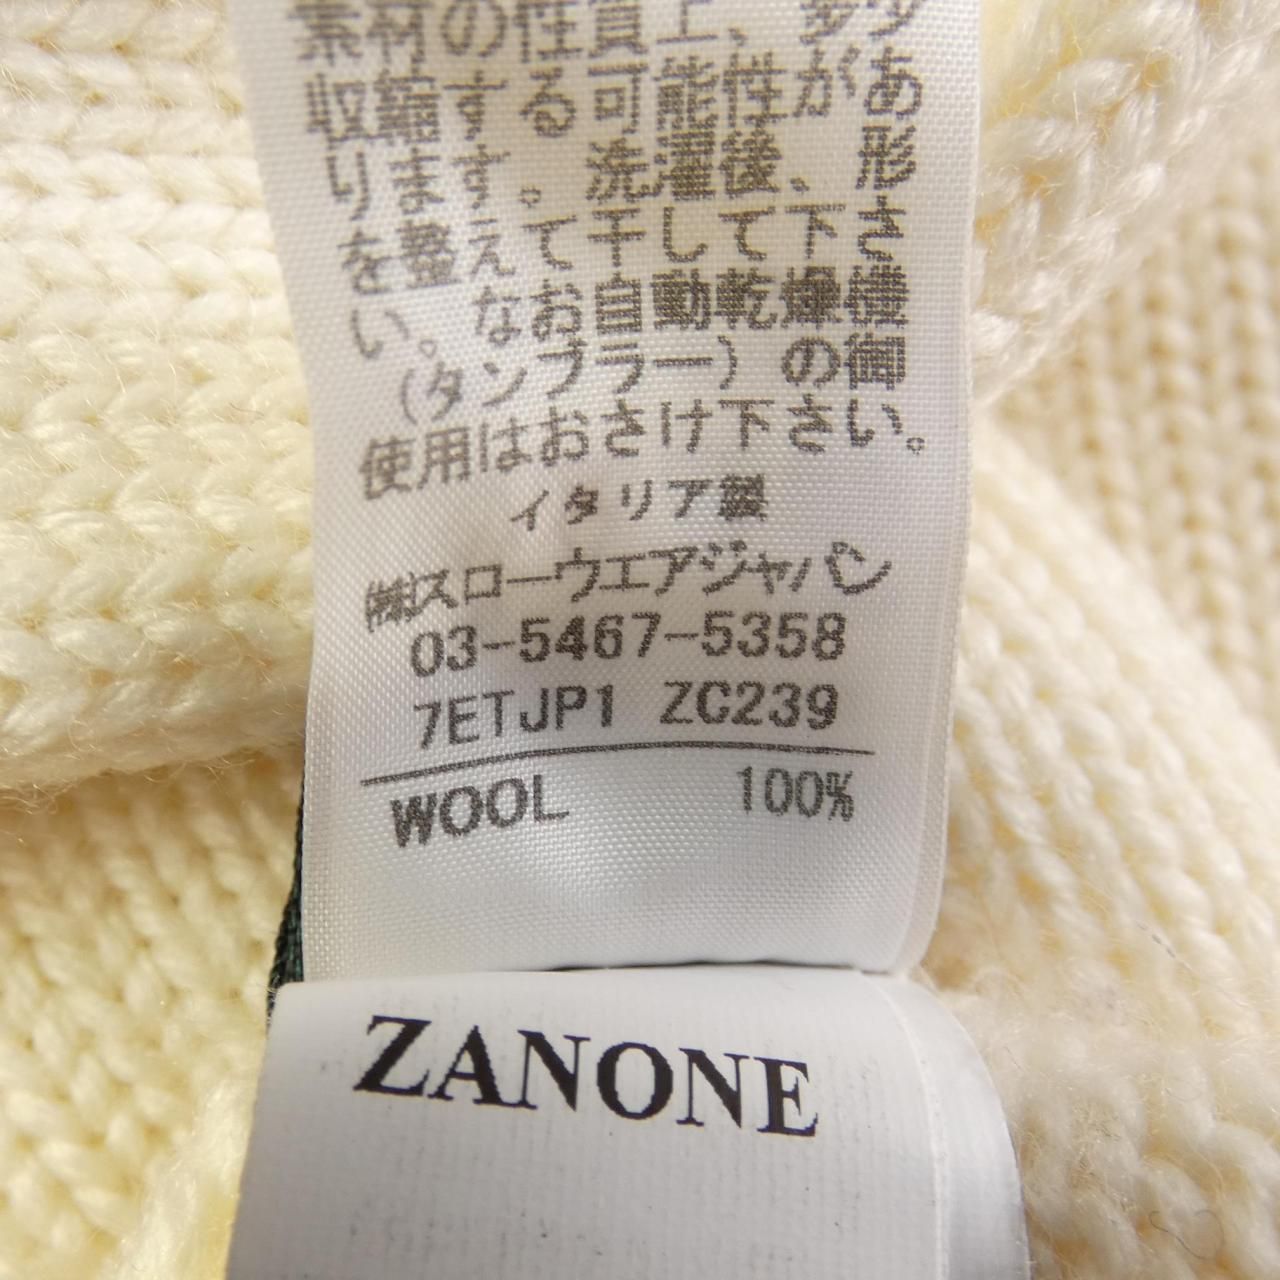 素材の性質上、多少
収縮する可能性があ
ります。洗濯後、形
を整えて干して下さ
い。なお自動乾燥機
(タンブラー)の御
使用はおさけ下さい。
イタリア製
(株)スローウエアジャパン
03-5467-5358
7ETJP1 ZC239
WOOL 100%
ZANONE